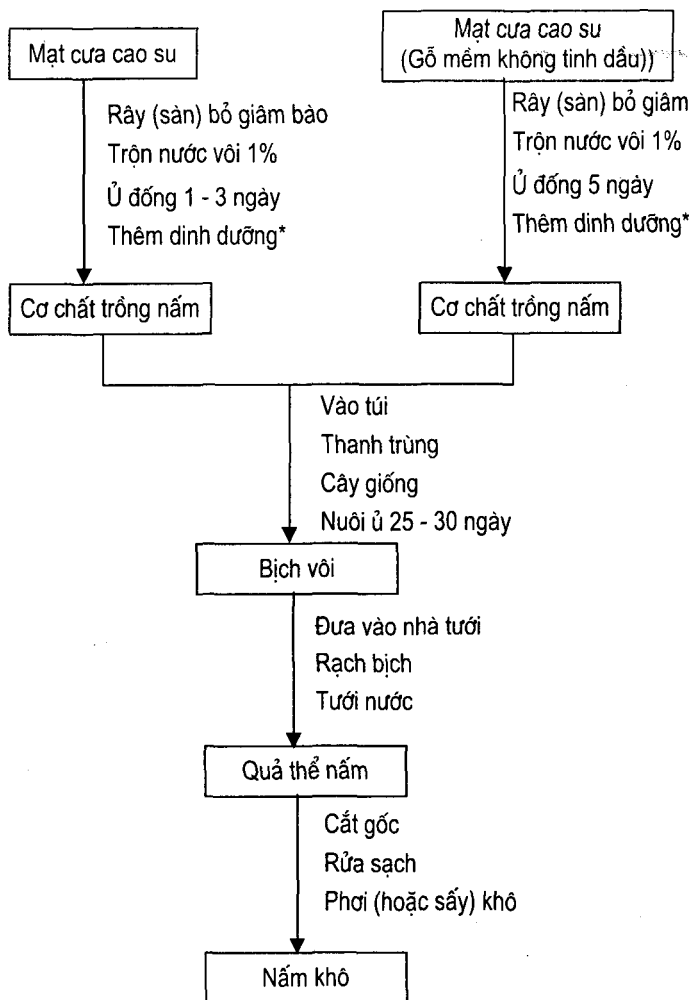 Mạt cưa cao su
Rây (sàn) bỏ giâm bào
Trộn nước vôi 1%
Ủ đống 1 - 3 ngày
Thêm dinh dưỡng*
Cơ chất trồng nấm
Mạt cưa cao su
(Gỗ mềm không tinh dầu))
Rây (sàn) bỏ giâm
Trộn nước vôi 1%
Ủ đống 5 ngày
Thêm dinh dưỡng*
Cơ chất trồng nấm
Vào túi
Thanh trùng
Cây giống
Nuôi ủ 25 - 30 ngày
Bịch vôi
Đưa vào nhà tưới
Rạch bịch
Tưới nước
Quả thể nấm
Cắt gốc
Rửa sạch
Phơi (hoặc sấy) khô
Nấm khô